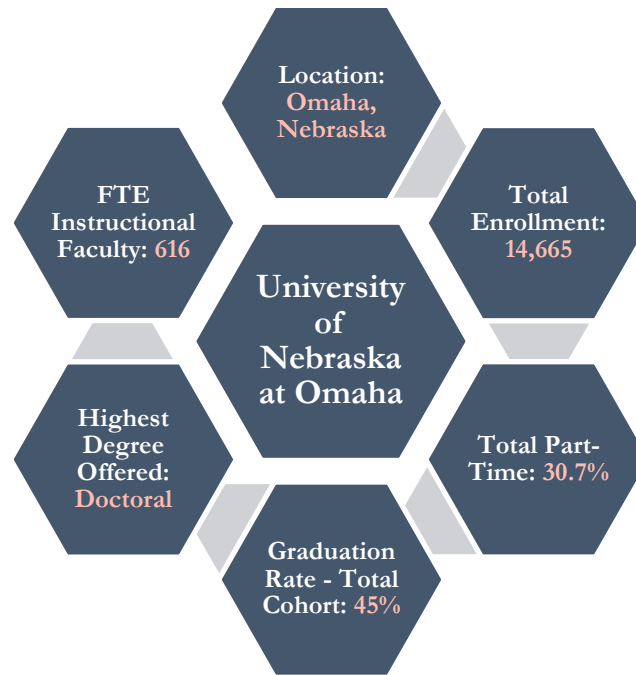 Location:
Omaha,
Nebraska
FTE
Instructional
Faculty: 616
Total
Enrollment:
14,665
University
of
Nebraska
at Omaha
Highest
Degree
Offered:
Doctoral
Total Part-
Time: 30.7%
Graduation
Rate - Total
Cohort: 45%